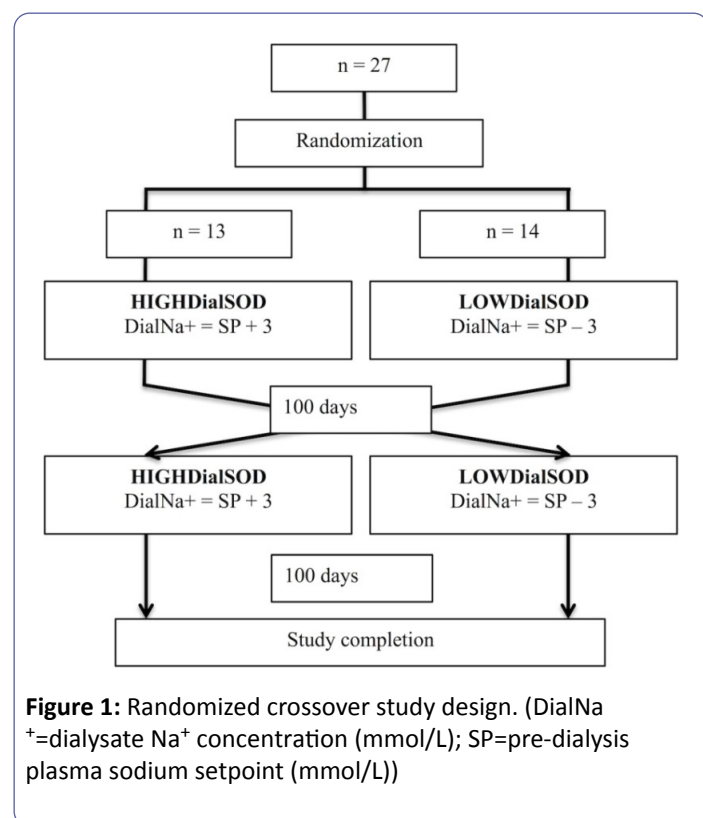 n = 27
Randomization
n = 13
n = 14
HIGHDialSOD
DialNa+ = SP + 3
LOWDialSOD
DialNa+ = SP – 3
100 days
HIGHDialSOD
DialNa+ = SP + 3
LOWDialSOD
DialNa+ = SP – 3
100 days
Study completion
Figure 1: Randomized crossover study design. (DialNa
+=dialysate Na+ concentration (mmol/L); SP=pre-dialysis
plasma sodium setpoint (mmol/L))